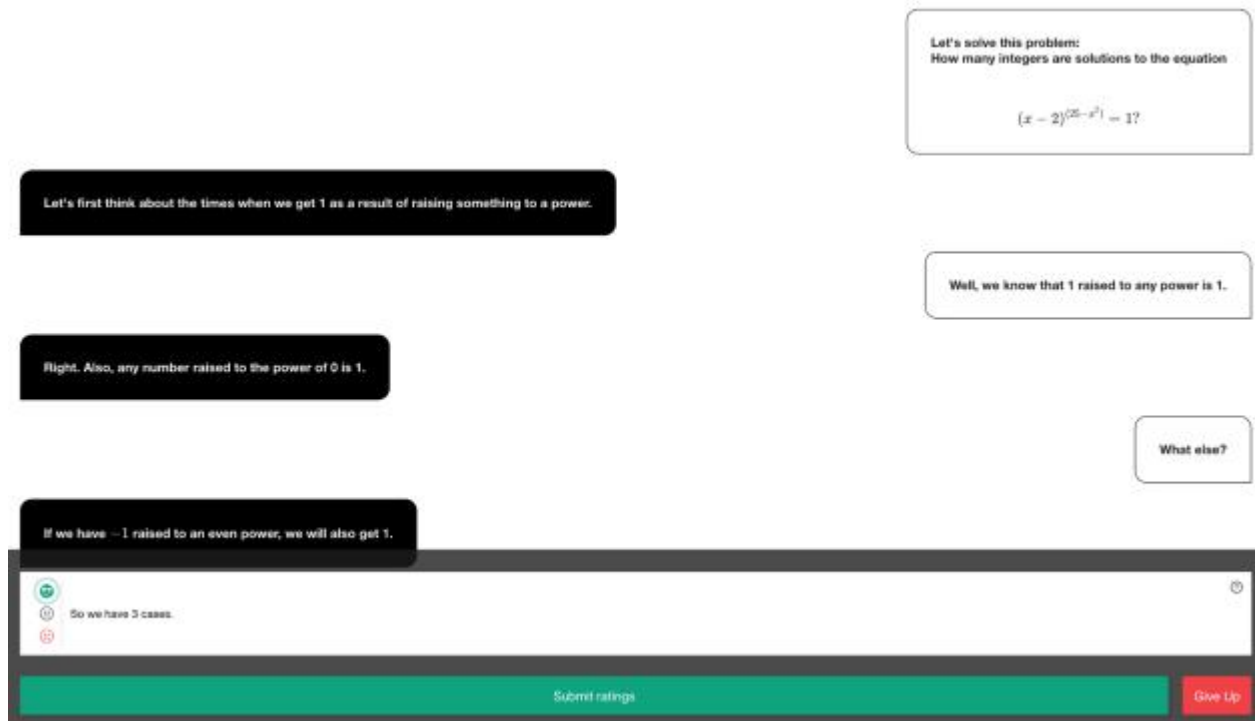 Let's solve this problem:
How many integers are solutions to the equation
(x − 2)^(25−x²) = 1?
Let's first think about the times when we get 1 as a result of raising something to a power.
Well, we know that 1 raised to any power is 1.
Right. Also, any number raised to the power of 0 is 1.
What else?
If we have −1 raised to an even power, we will also get 1.
So we have 3 cases.
Submit ratings
Give Up